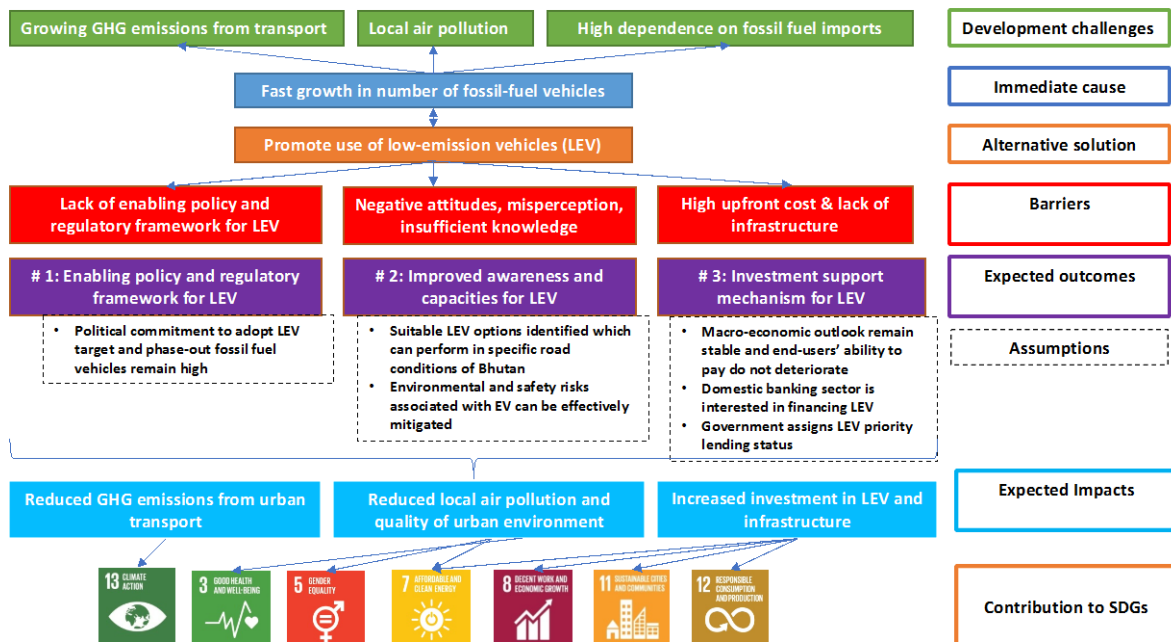 Growing GHG emissions from transport
Local air pollution
High dependence on fossil fuel imports
Development challenges
Fast growth in number of fossil-fuel vehicles
Immediate cause
Promote use of low-emission vehicles (LEV)
Alternative solution
Lack of enabling policy and
regulatory framework for LEV
Negative attitudes, misperception,
insufficient knowledge
High upfront cost & lack of
infrastructure
Barriers
# 1: Enabling policy and regulatory
framework for LEV
# 2: Improved awareness and
capacities for LEV
# 3: Investment support
mechanism for LEV
Expected outcomes
• Political commitment to adopt LEV
target and phase-out fossil fuel
vehicles remain high
• Suitable LEV options identified which
can perform in specific road
conditions of Bhutan
• Environmental and safety risks
associated with EV can be effectively
mitigated
• Macro-economic outlook remain
stable and end-users’ ability to
pay do not deteriorate
• Domestic banking sector is
interested in financing LEV
• Government assigns LEV priority
lending status
Assumptions
Reduced GHG emissions from urban
transport
Reduced local air pollution and
quality of urban environment
Increased investment in LEV and
infrastructure
Expected Impacts
13 CLIMATE
ACTION
3 GOOD HEALTH
AND WELL-BEING
5 GENDER
EQUALITY
7 AFFORDABLE AND
CLEAN ENERGY
8 DECENT WORK AND
ECONOMIC GROWTH
11 SUSTAINABLE CITIES
AND COMMUNITIES
12 RESPONSIBLE
CONSUMPTION
AND PRODUCTION
Contribution to SDGs